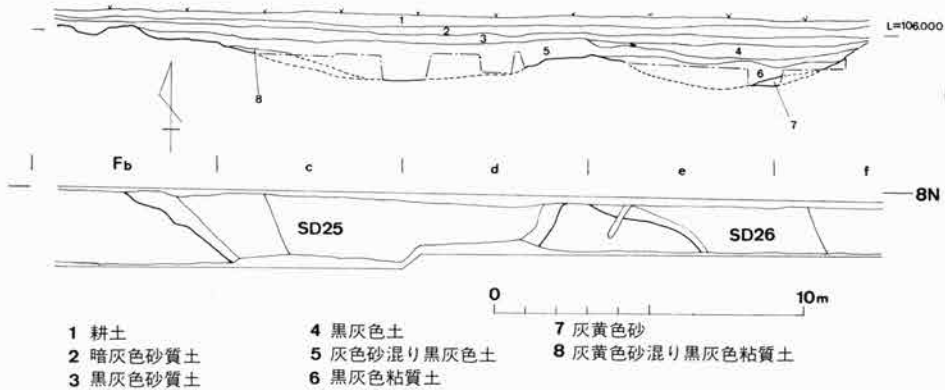 1
L=106.000
2
3
4
5
6
8
7
Fb c d e f
8N
SD25 SD26
0 10m
1 耕土
2 暗灰色砂質土
3 黒灰色砂質土
4 黒灰色土
5 灰色砂混り黒灰色土
6 黒灰色粘質土
7 灰黄色砂
8 灰黄色砂混り黒灰色粘質土